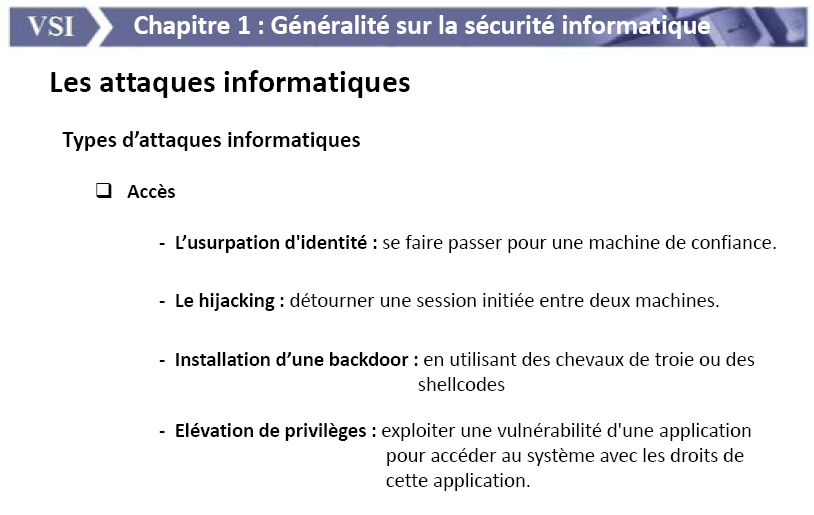 VSI Chapitre 1 : Généralité sur la sécurité informatique
Les attaques informatiques
Types d’attaques informatiques
❑ Accès
- L’usurpation d'identité : se faire passer pour une machine de confiance.
- Le hijacking : détourner une session initiée entre deux machines.
- Installation d’une backdoor : en utilisant des chevaux de troie ou des
shellcodes
- Elévation de privilèges : exploiter une vulnérabilité d'une application
pour accéder au système avec les droits de
cette application.